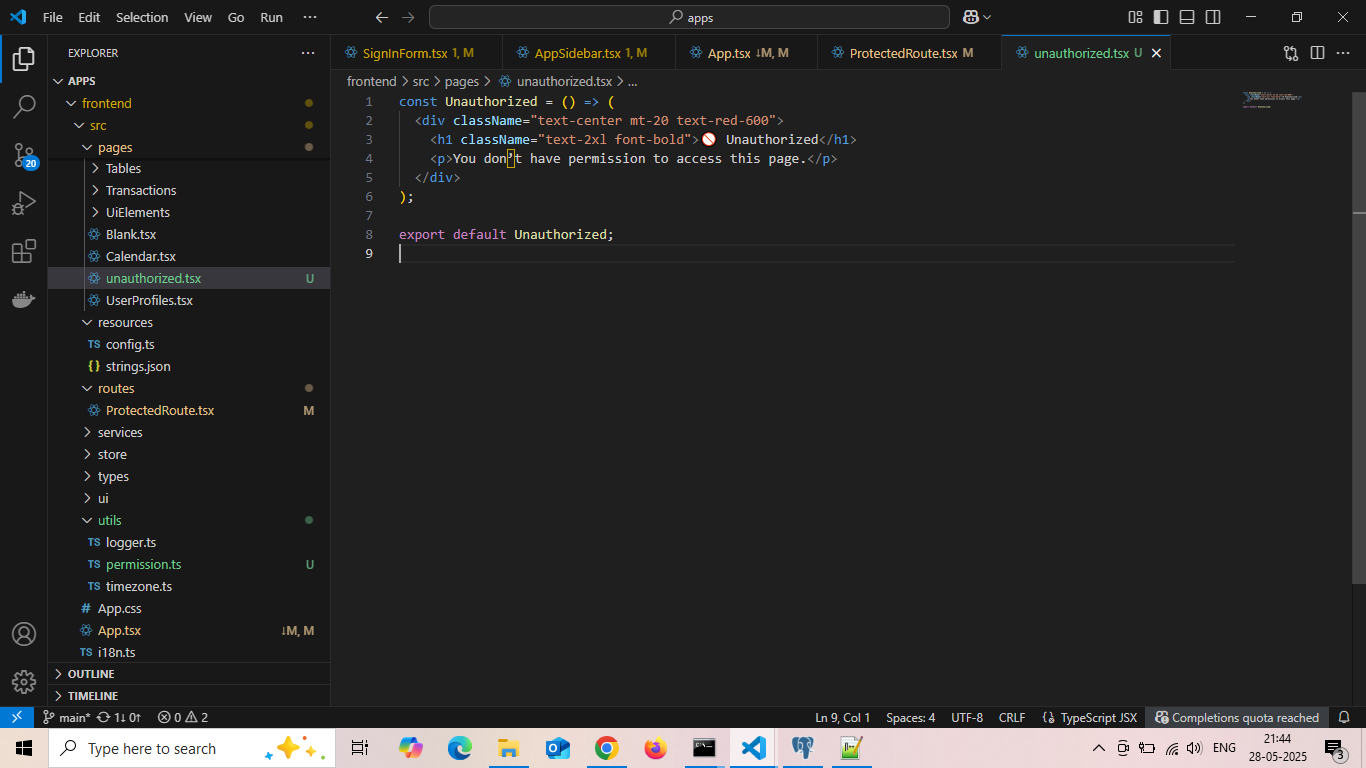 File Edit Selection View Go Run ··· apps
EXPLORER ···
APPS
frontend
src
pages
Tables
Transactions
UiElements
Blank.tsx
Calendar.tsx
unauthorized.tsx U
UserProfiles.tsx
resources
TS config.ts
{} strings.json
routes
ProtectedRoute.tsx M
services
store
types
ui
utils
TS logger.ts
TS permission.ts U
TS timezone.ts
# App.css
App.tsx ↓M, M
TS i18n.ts
OUTLINE
TIMELINE
20
SignInForm.tsx 1, M AppSidebar.tsx 1, M App.tsx ↓M, M ProtectedRoute.tsx M unauthorized.tsx U
frontend > src > pages > unauthorized.tsx > ...
1 const Unauthorized = () => (
2 <div className="text-center mt-20 text-red-600">
3 <h1 className="text-2xl font-bold">🚫 Unauthorized</h1>
4 <p>You don’t have permission to access this page.</p>
5 </div>
6 );
7
8 export default Unauthorized;
9
main* 1↓ 0↑ 0 2 Ln 9, Col 1 Spaces: 4 UTF-8 CRLF {} TypeScript JSX Completions quota reached
Type here to search ENG 21:44
28-05-2025 3